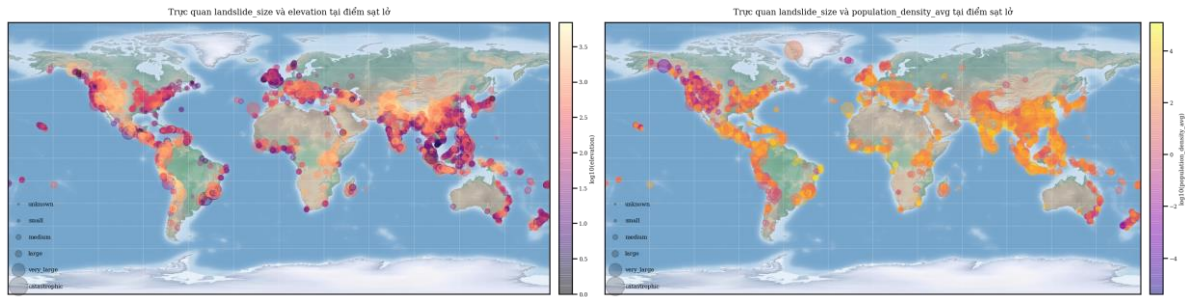 Trực quan landslide_size và elevation tại điểm sạt lở
3.5
3.0
2.5
2.0
1.5
1.0
0.5
0.0
log10(elevation)
unknown
small
medium
large
very_large
catastrophic
Trực quan landslide_size và population_density_avg tại điểm sạt lở
4
2
0
−2
−4
log10(population_density_avg)
unknown
small
medium
large
very_large
catastrophic